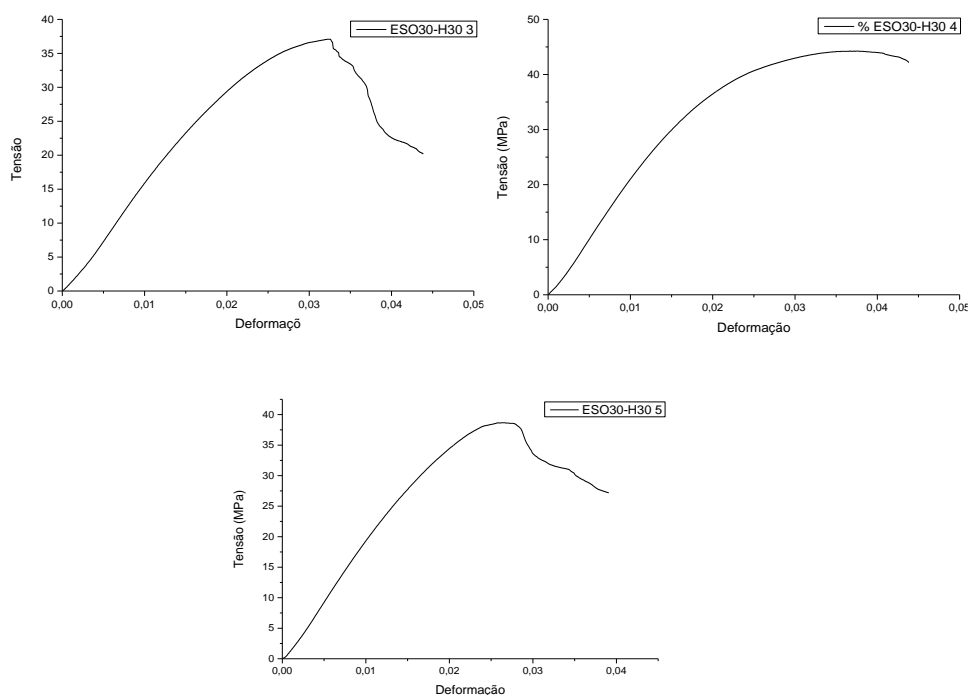 40
35
30
25
20
15
10
5
0
Tensão
ESO30-H30 3
0,00 0,01 0,02 0,03 0,04 0,05
Deformaçõ
50
40
30
20
10
0
Tensão (MPa)
% ESO30-H30 4
0,00 0,01 0,02 0,03 0,04 0,05
Deformação
40
35
30
25
20
15
10
5
0
Tensão (MPa)
ESO30-H30 5
0,00 0,01 0,02 0,03 0,04
Deformação